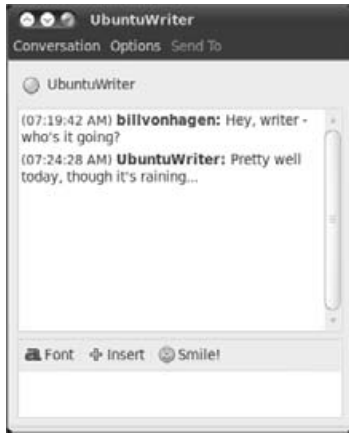 UbuntuWriter
Conversation Options Send To
UbuntuWriter
(07:19:42 AM) billvonhagen: Hey, writer -
who's it going?
(07:24:28 AM) UbuntuWriter: Pretty well
today, though it's raining...
Font Insert Smile!